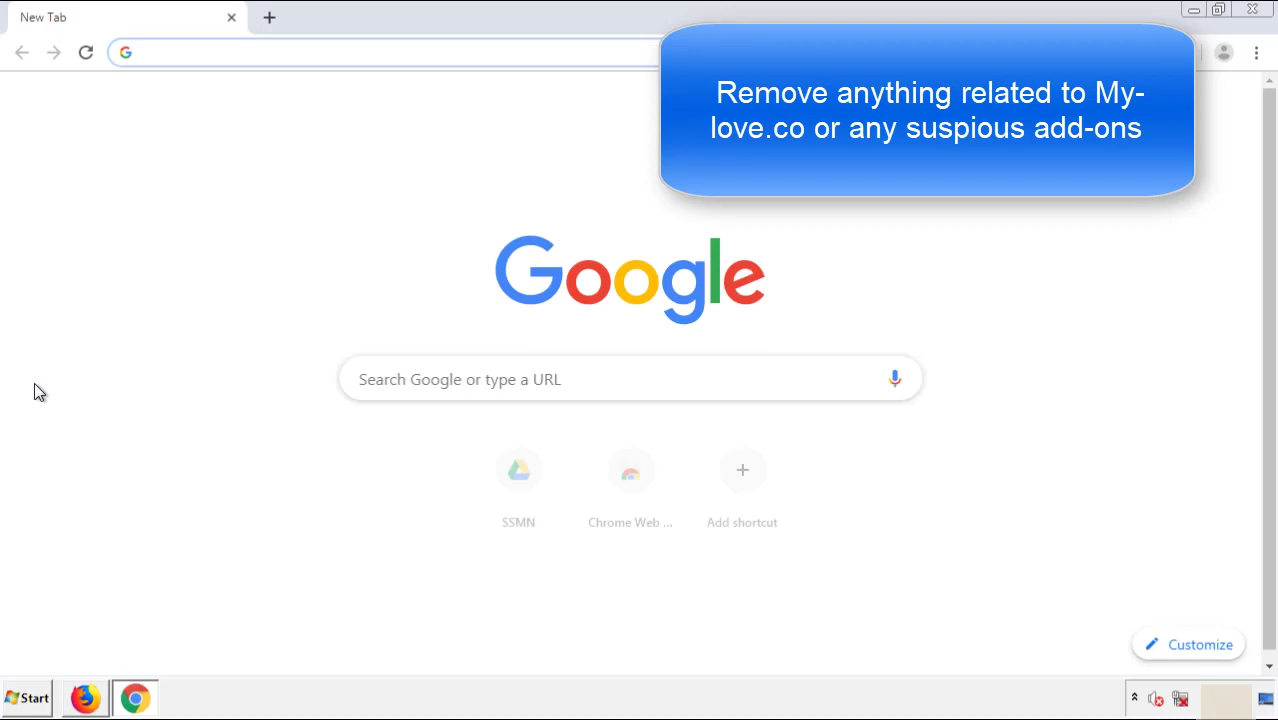 New Tab
Remove anything related to My-
love.co or any suspious add-ons
Google
Search Google or type a URL
SSMN
Chrome Web ...
Add shortcut
Customize
Start